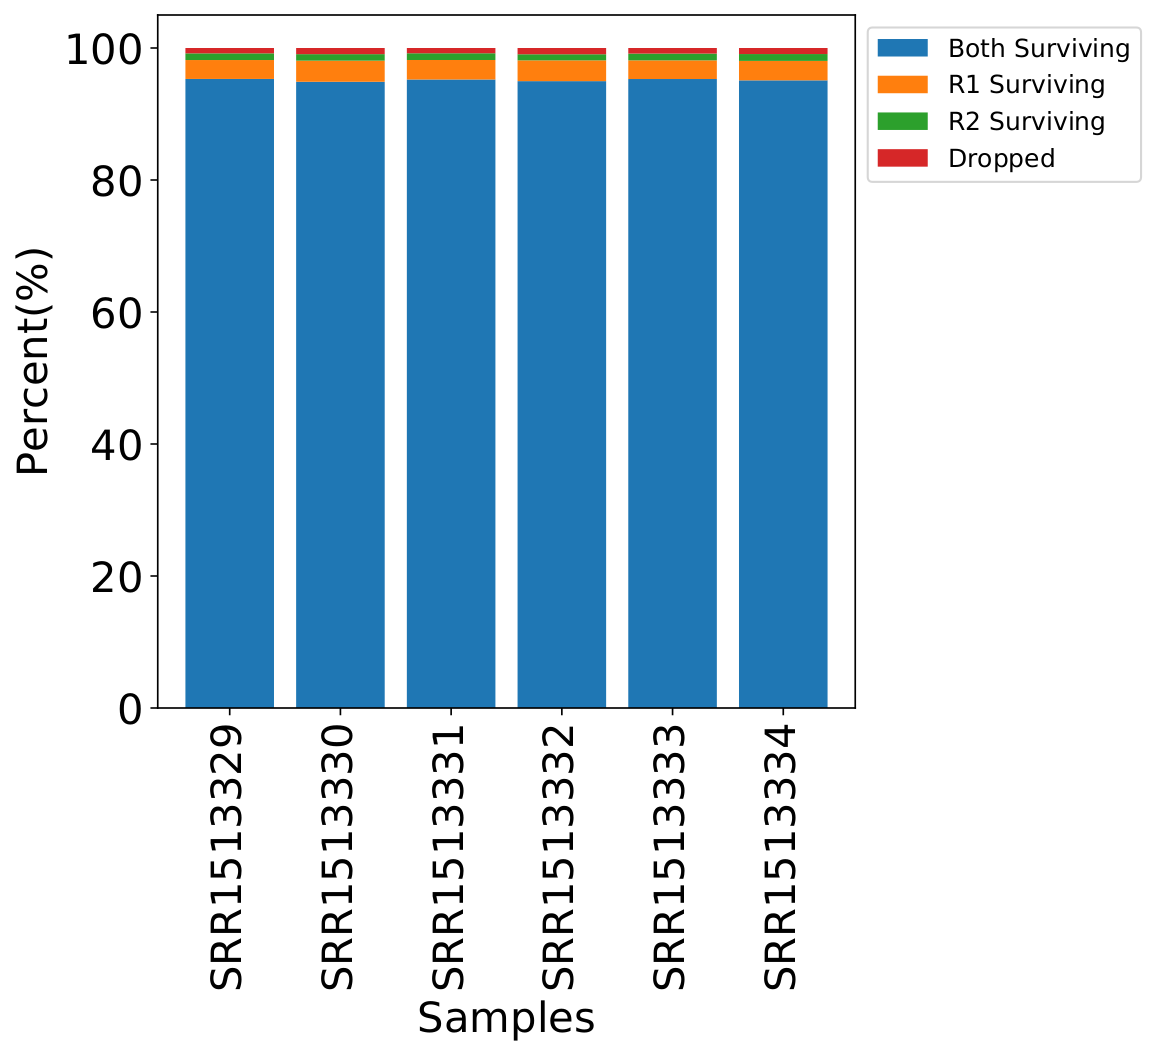 Percent(%)
100
80
60
40
20
0
SRR1513329
SRR1513330
SRR1513331
SRR1513332
SRR1513333
SRR1513334
Samples
Both Surviving
R1 Surviving
R2 Surviving
Dropped